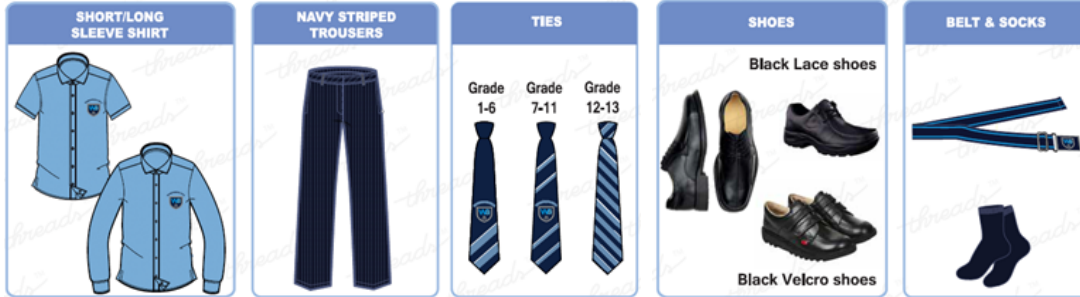 SHORT/LONG
SLEEVE SHIRT
NAVY STRIPED
TROUSERS
TIES
Grade
1-6
Grade
7-11
Grade
12-13
SHOES
Black Lace shoes
Black Velcro shoes
BELT & SOCKS
threads